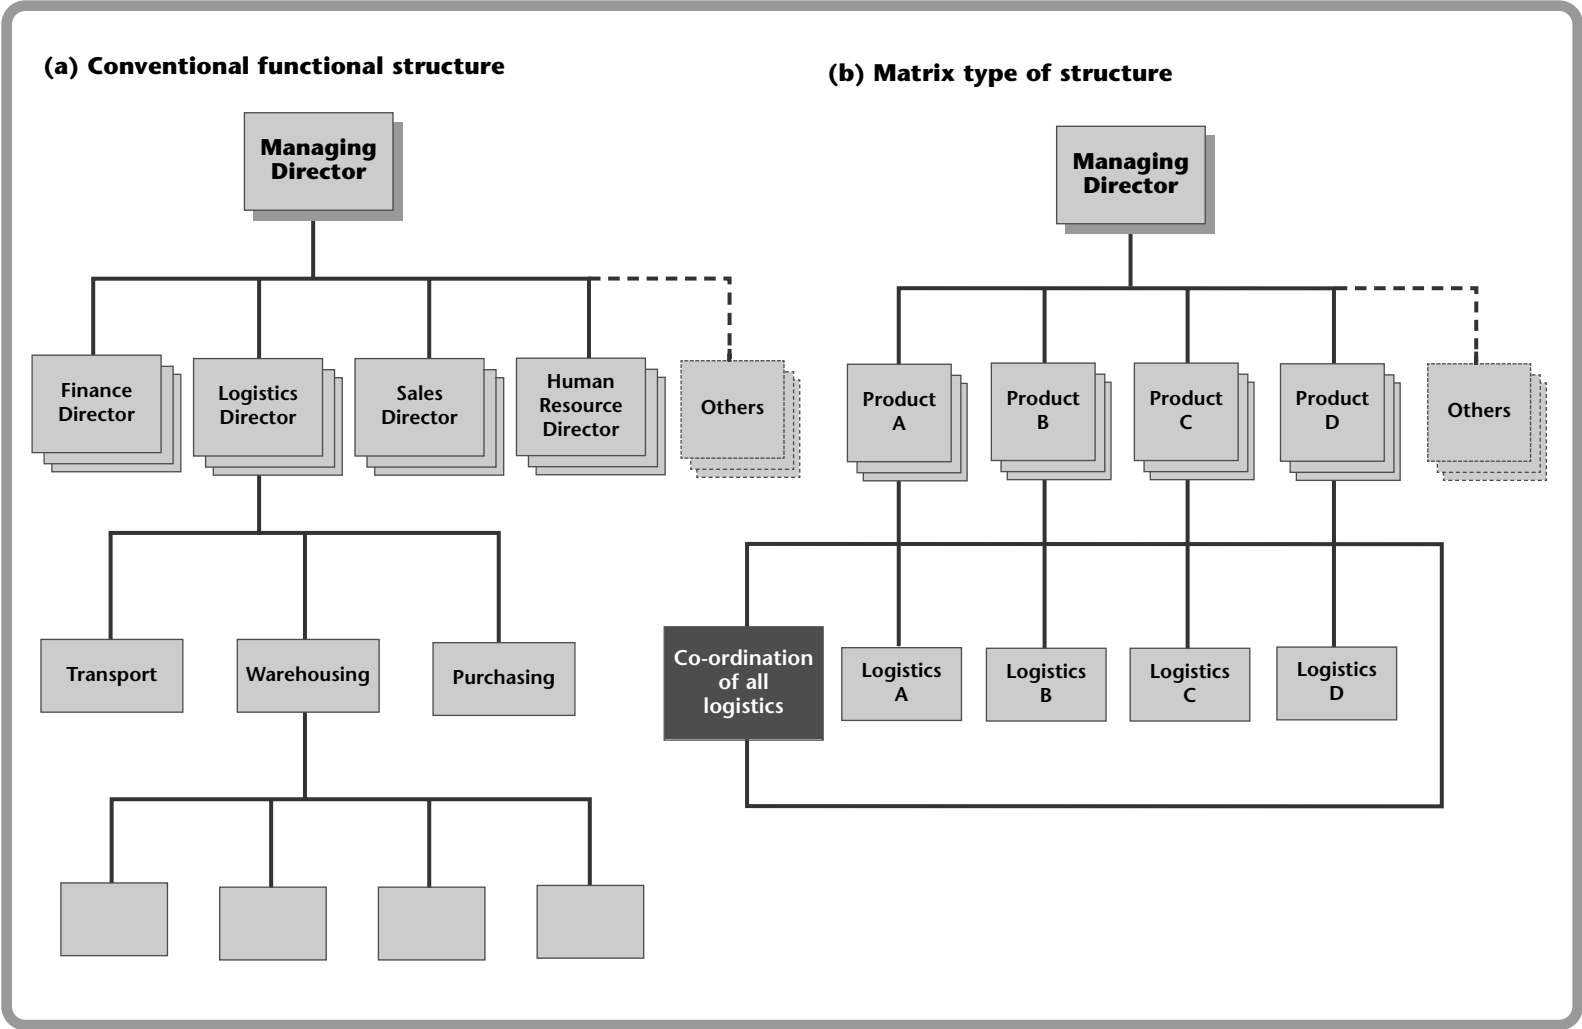 (a) Conventional functional structure
Managing
Director
Finance
Director
Logistics
Director
Sales
Director
Human
Resource
Director
Others
Transport
Warehousing
Purchasing
(b) Matrix type of structure
Managing
Director
Product
A
Product
B
Product
C
Product
D
Others
Co-ordination
of all
logistics
Logistics
A
Logistics
B
Logistics
C
Logistics
D